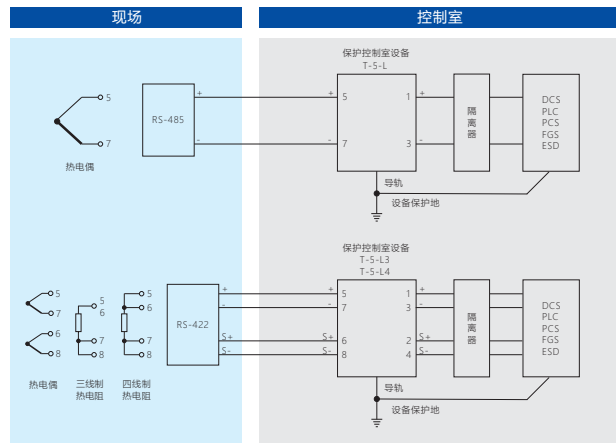 现场
控制室
保护控制室设备
T-5-L
5
7
热电偶
+
-
RS-485
+
-
5
7
1
3
+
-
隔离器
DCS
PLC
PCS
FGS
ESD
导轨
设备保护地
保护控制室设备
T-5-L3
T-5-L4
5
7
6
8
热电偶
5
6
7
8
三线制
热电阻
5
6
7
8
四线制
热电阻
RS-422
+
-
S+
S-
+
-
S+
S-
5
7
6
8
1
3
2
4
+
-
S+
S-
隔离器
DCS
PLC
PCS
FGS
ESD
导轨
设备保护地